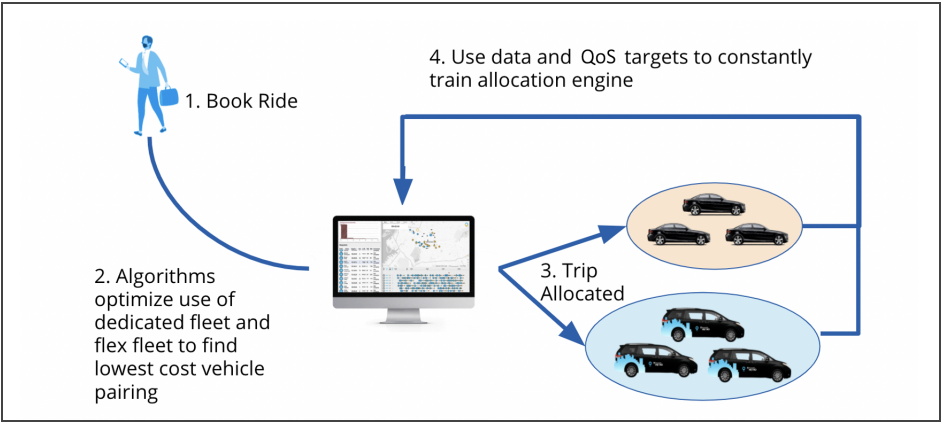 1. Book Ride
4. Use data and QoS targets to constantly
train allocation engine
2. Algorithms
optimize use of
dedicated fleet and
flex fleet to find
lowest cost vehicle
pairing
3. Trip
Allocated